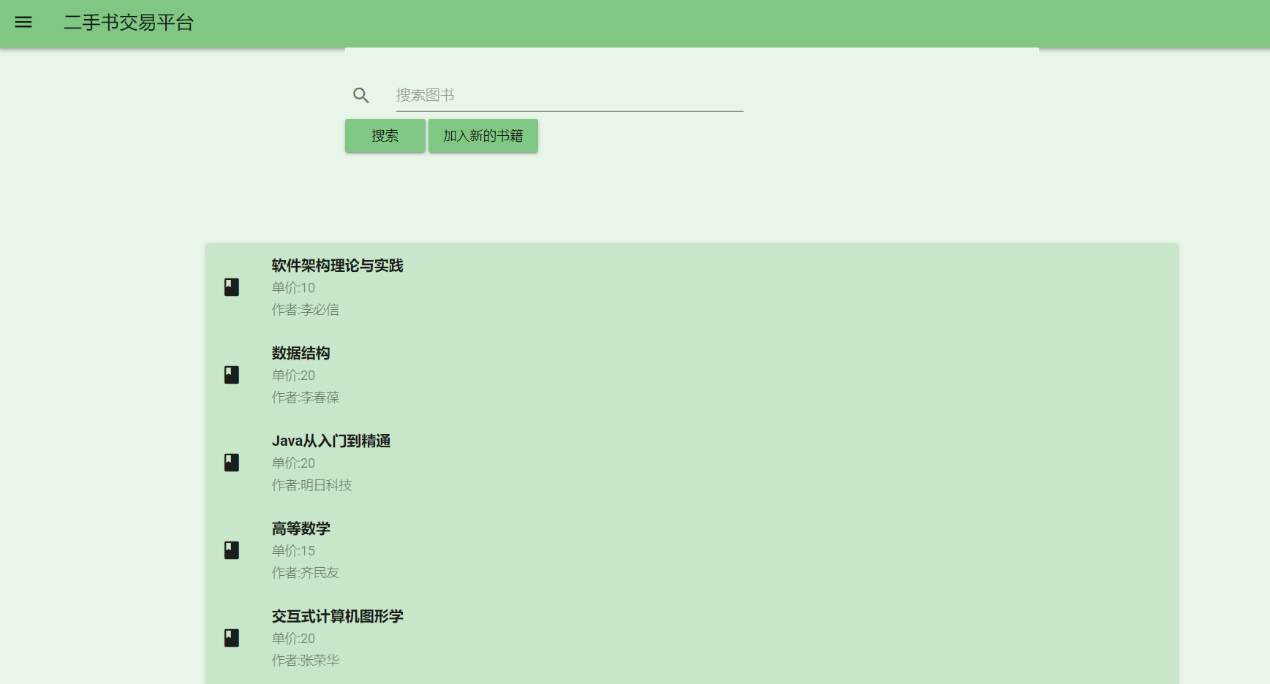 二手书交易平台
搜索图书
搜索 加入新的书籍
软件架构理论与实践
单价:10
作者:李必信
数据结构
单价:20
作者:李春葆
Java从入门到精通
单价:20
作者:明日科技
高等数学
单价:15
作者:齐民友
交互式计算机图形学
单价:20
作者:张荣华